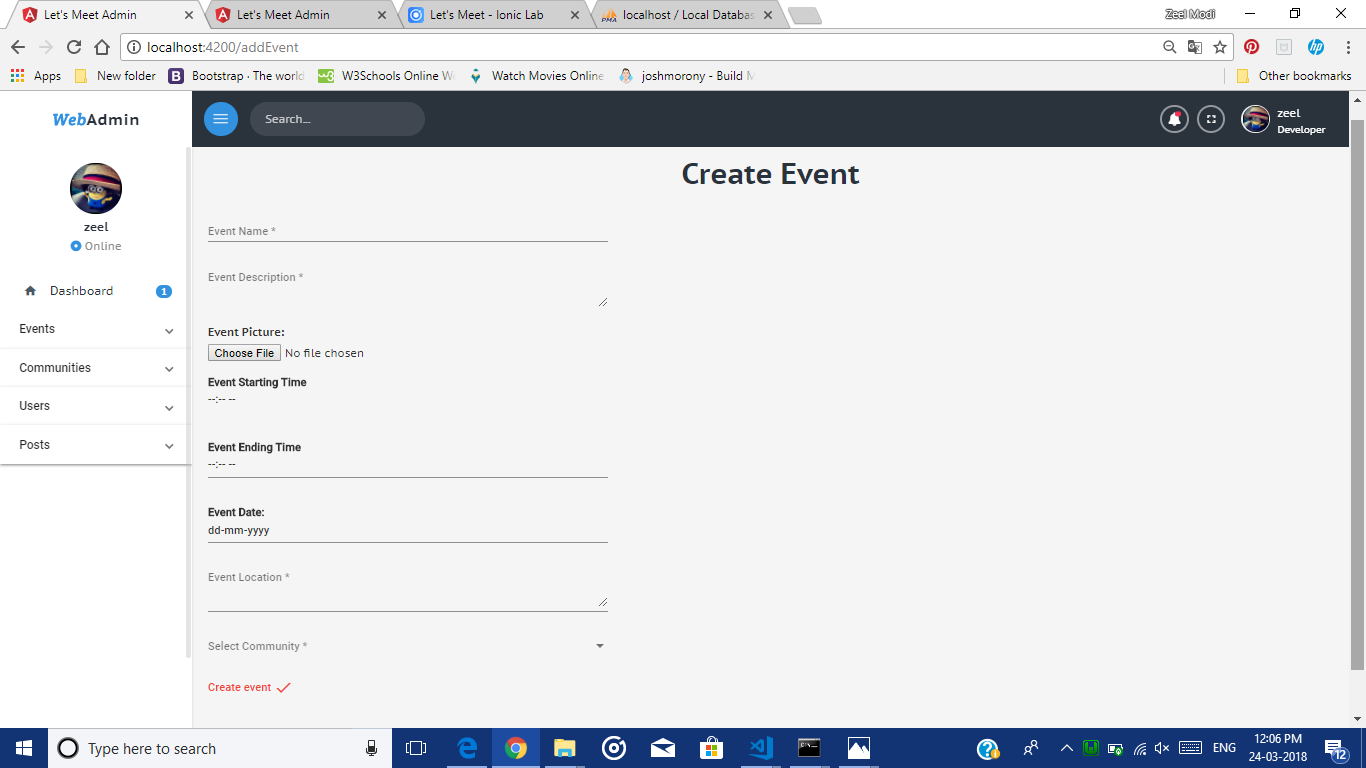 Let's Meet Admin Let's Meet Admin Let's Meet - Ionic Lab localhost / Local Databas Zeel Modi
localhost:4200/addEvent
Apps New folder Bootstrap · The world W3Schools Online We Watch Movies Online joshmorony - Build M Other bookmarks
WebAdmin
Search...
zeel
Developer
Create Event
zeel
Online
Dashboard 1
Events
Communities
Users
Posts
Event Name *
Event Description *
Event Picture:
Choose File No file chosen
Event Starting Time
--:-- --
Event Ending Time
--:-- --
Event Date:
dd-mm-yyyy
Event Location *
Select Community *
Create event
Type here to search
ENG
12:06 PM
24-03-2018
12